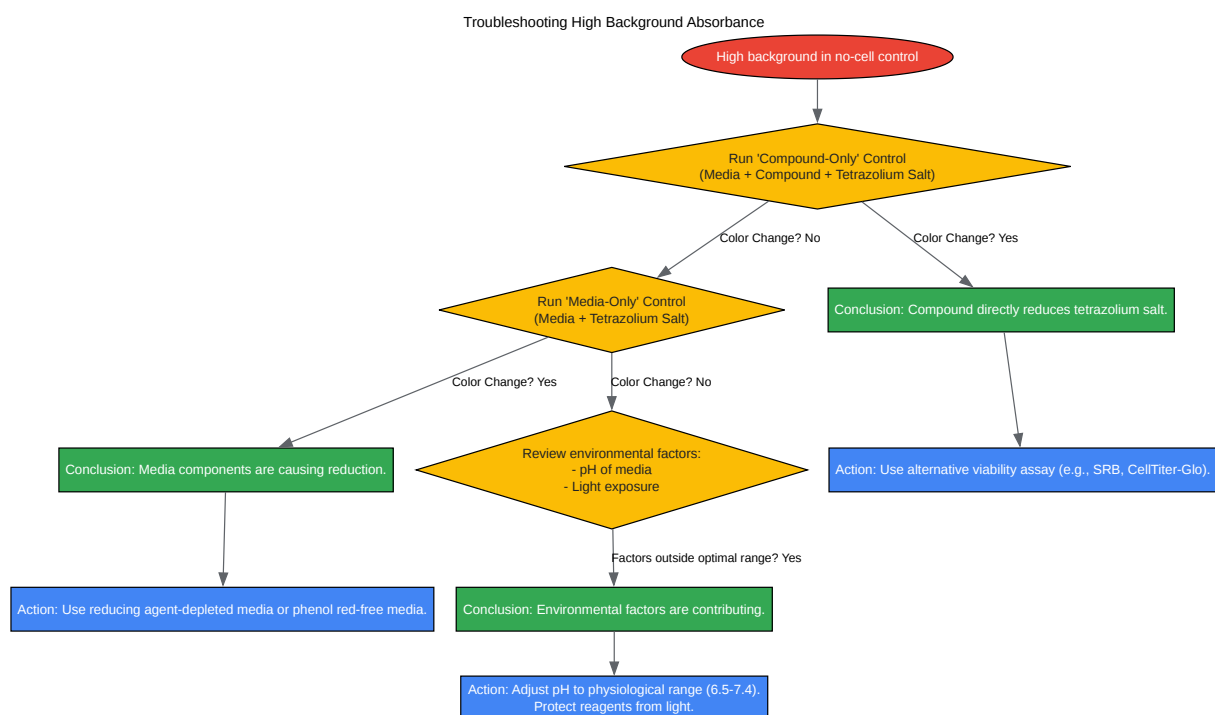 Troubleshooting High Background Absorbance
High background in no-cell control
Run 'Compound-Only' Control
(Media + Compound + Tetrazolium Salt)
Color Change? No
Color Change? Yes
Run 'Media-Only' Control
(Media + Tetrazolium Salt)
Conclusion: Compound directly reduces tetrazolium salt.
Color Change? Yes
Color Change? No
Conclusion: Media components are causing reduction.
Review environmental factors:
- pH of media
- Light exposure
Action: Use alternative viability assay (e.g., SRB, CellTiter-Glo).
Factors outside optimal range? Yes
Action: Use reducing agent-depleted media or phenol red-free media.
Conclusion: Environmental factors are contributing.
Action: Adjust pH to physiological range (6.5-7.4).
Protect reagents from light.